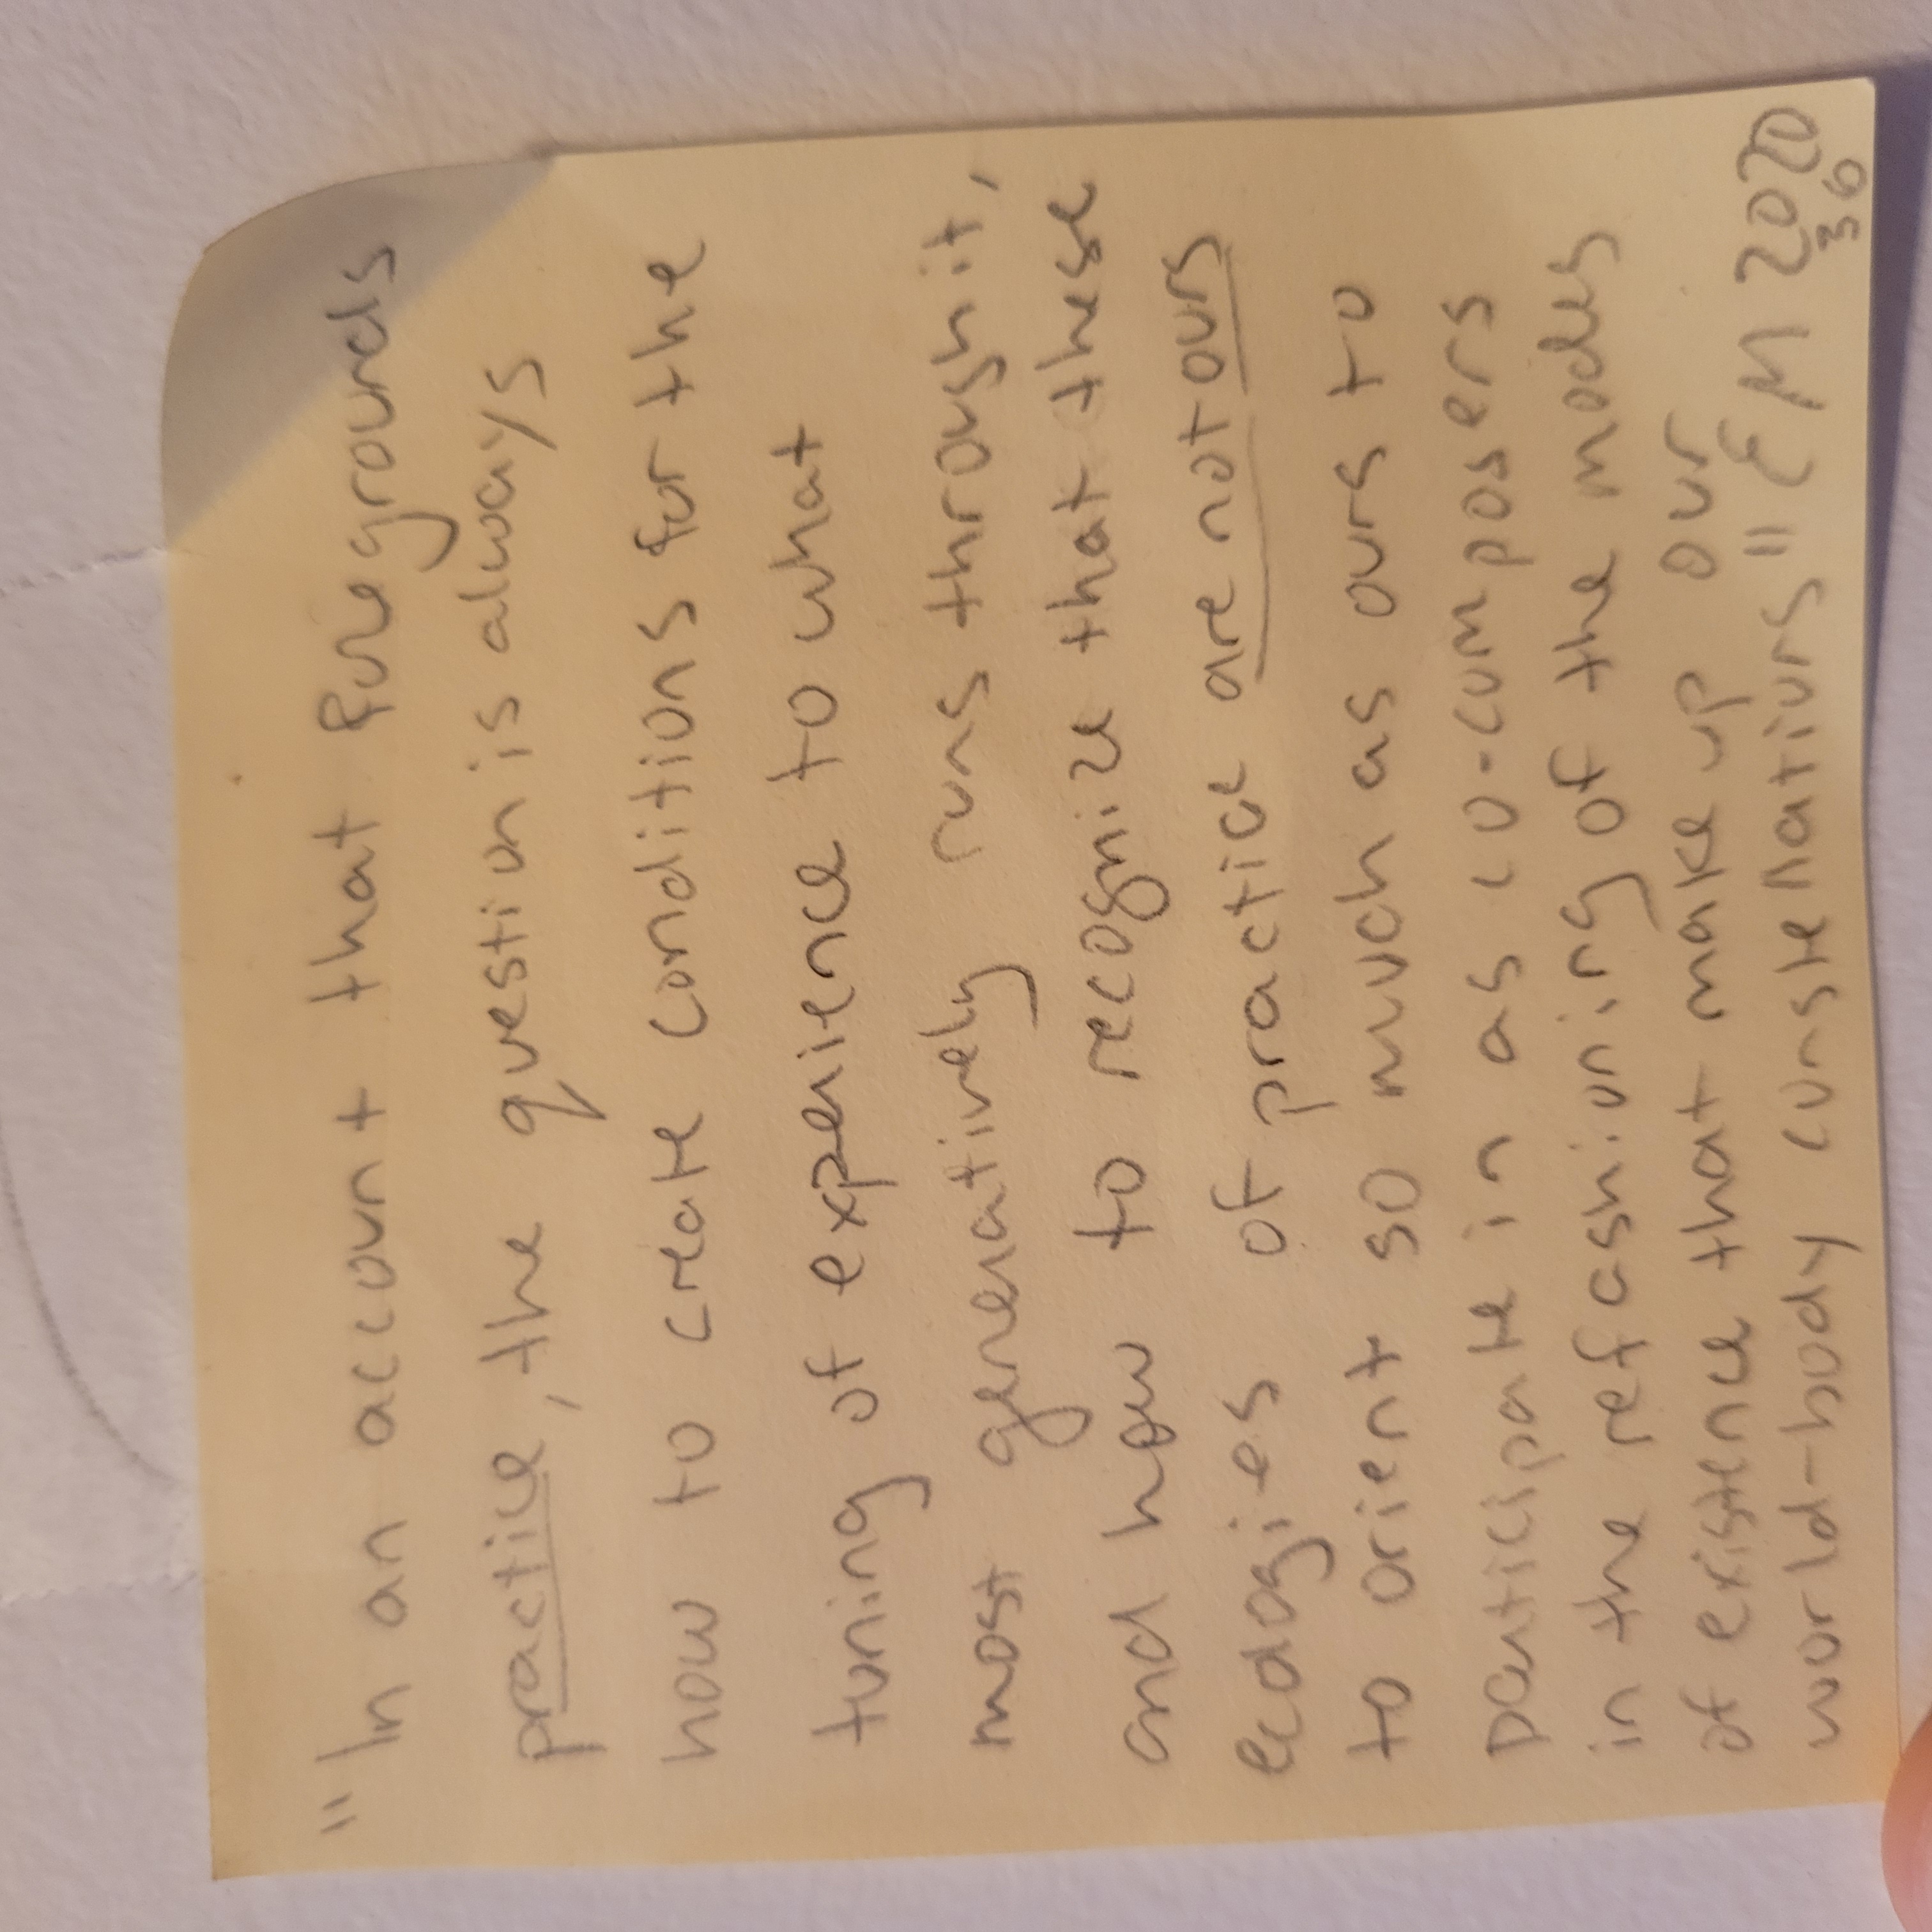 "In an account that foregrounds
practice, the question is always
how to create conditions for the
tuning of experience to what
most generatively runs through it,
and how to recognize that these
ecologies of practice are not ours
to orient so much as ours to
participate in as co-composers
in the refashioning of the modes
of existence that make up our
world-body constellations" EM 2020
36